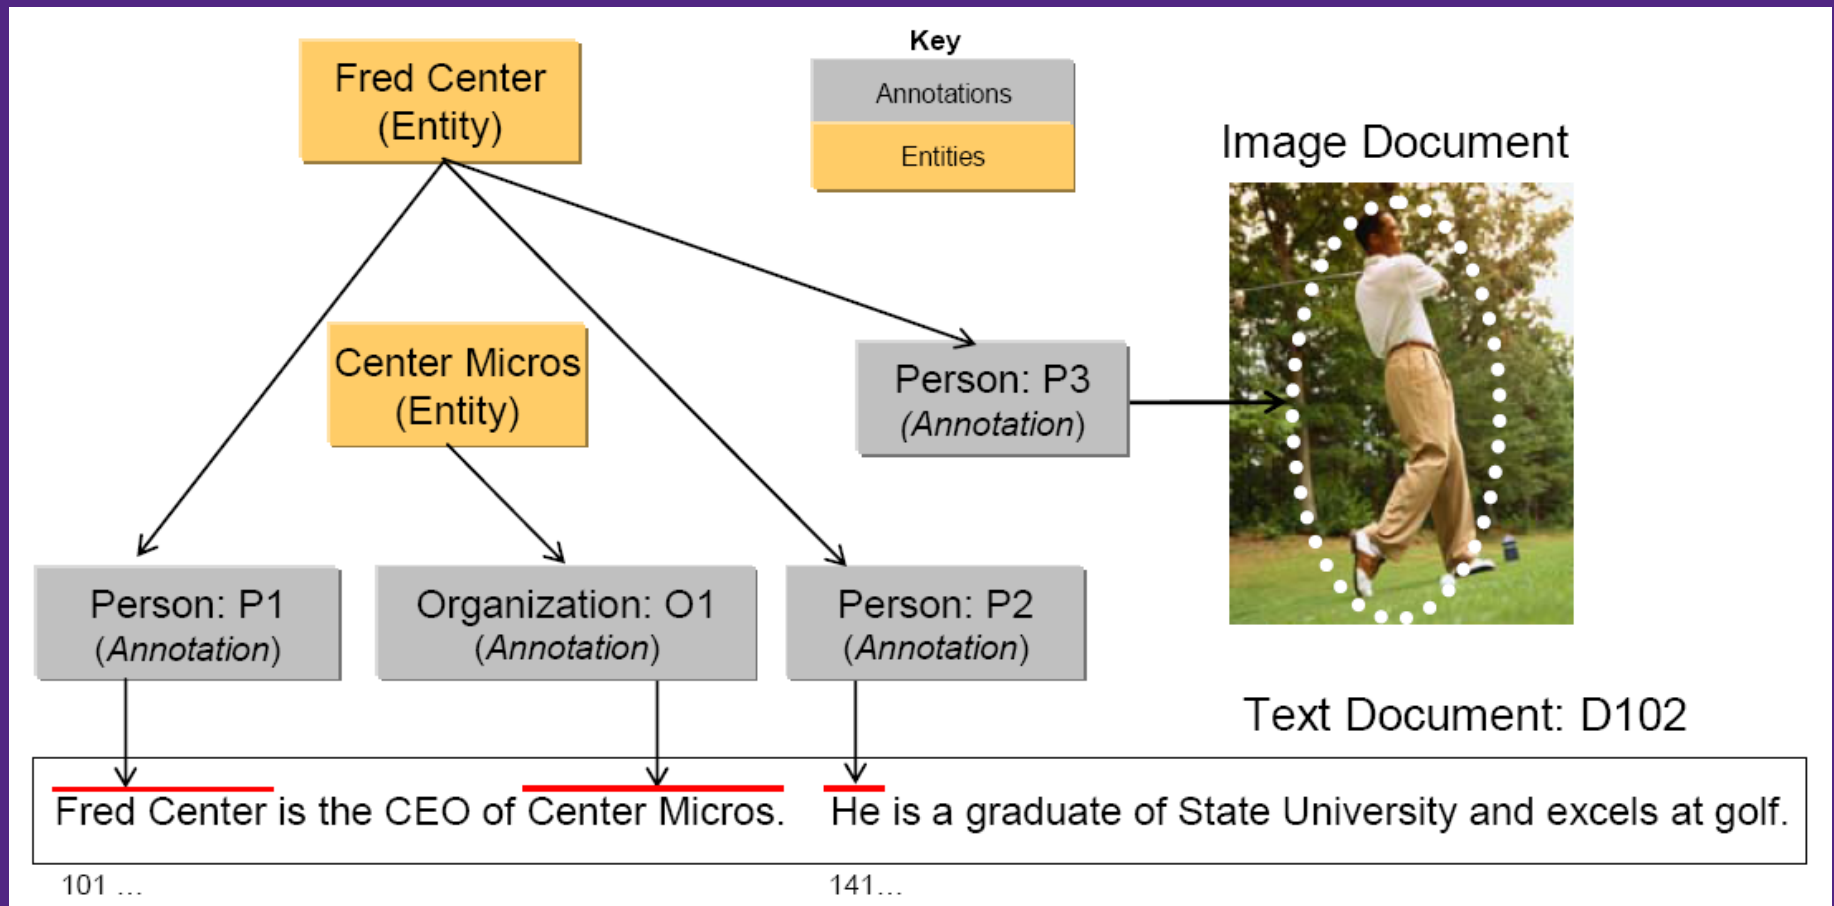 Key
Fred Center
(Entity)
Annotations
Entities
Image Document
Center Micros
(Entity)
Person: P3
(Annotation)
Person: P1
(Annotation)
Organization: O1
(Annotation)
Person: P2
(Annotation)
Text Document: D102
Fred Center is the CEO of Center Micros. He is a graduate of State University and excels at golf.
101 ...
141...